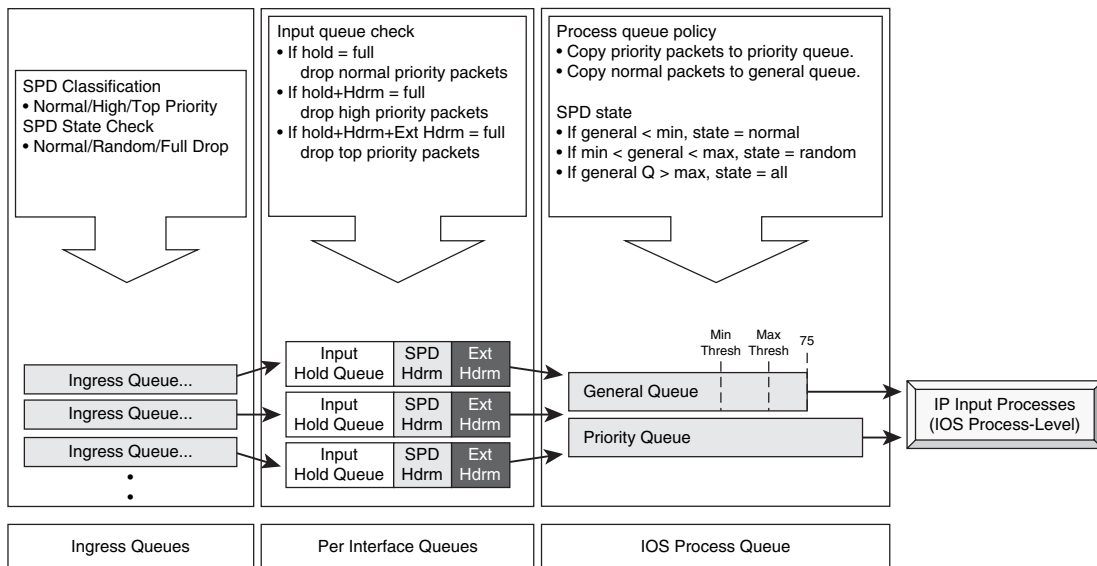 SPD Classification
• Normal/High/Top Priority
SPD State Check
• Normal/Random/Full Drop
Input queue check
• If hold = full
drop normal priority packets
• If hold+Hdrm = full
drop high priority packets
• If hold+Hdrm+Ext Hdrm = full
drop top priority packets
Process queue policy
• Copy priority packets to priority queue.
• Copy normal packets to general queue.
SPD state
• If general < min, state = normal
• If min < general < max, state = random
• If general Q > max, state = all
Ingress Queue...
Ingress Queue...
Ingress Queue...
Input
Hold Queue
SPD
Hdrm
Ext
Hdrm
Input
Hold Queue
SPD
Hdrm
Ext
Hdrm
Input
Hold Queue
SPD
Hdrm
Ext
Hdrm
Min
Thresh
Max
Thresh
75
General Queue
Priority Queue
IP Input Processes
(IOS Process-Level)
Ingress Queues
Per Interface Queues
IOS Process Queue